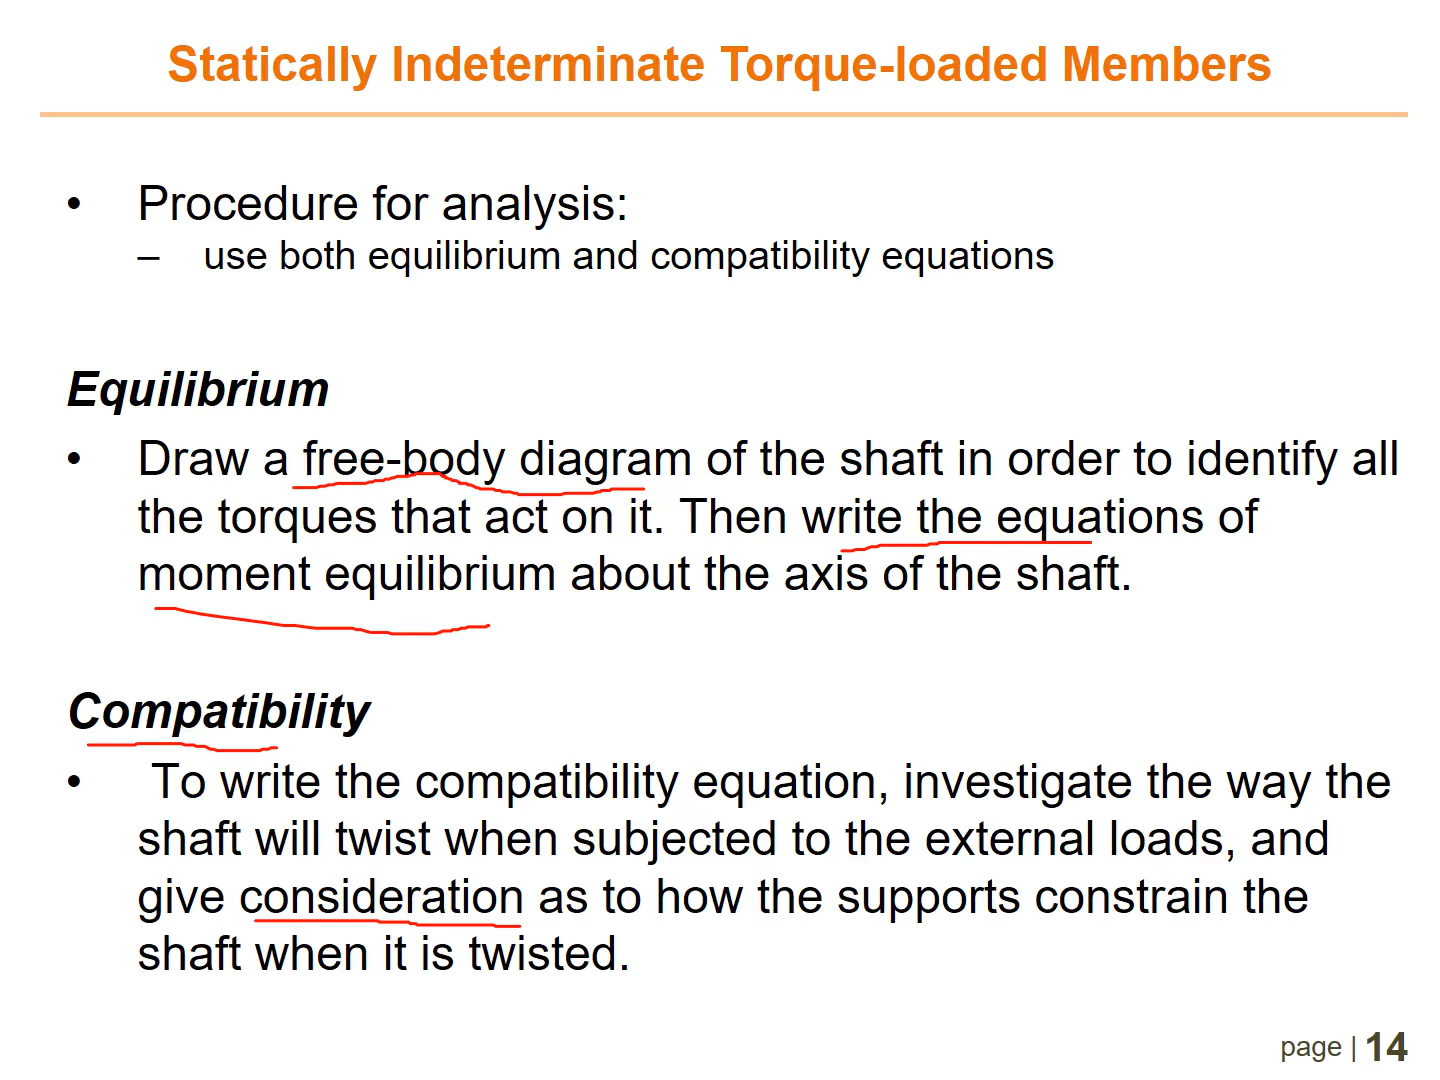 Statically Indeterminate Torque-loaded Members
• Procedure for analysis:
– use both equilibrium and compatibility equations
Equilibrium
• Draw a free-body diagram of the shaft in order to identify all
the torques that act on it. Then write the equations of
moment equilibrium about the axis of the shaft.
Compatibility
• To write the compatibility equation, investigate the way the
shaft will twist when subjected to the external loads, and
give consideration as to how the supports constrain the
shaft when it is twisted.
page | 14